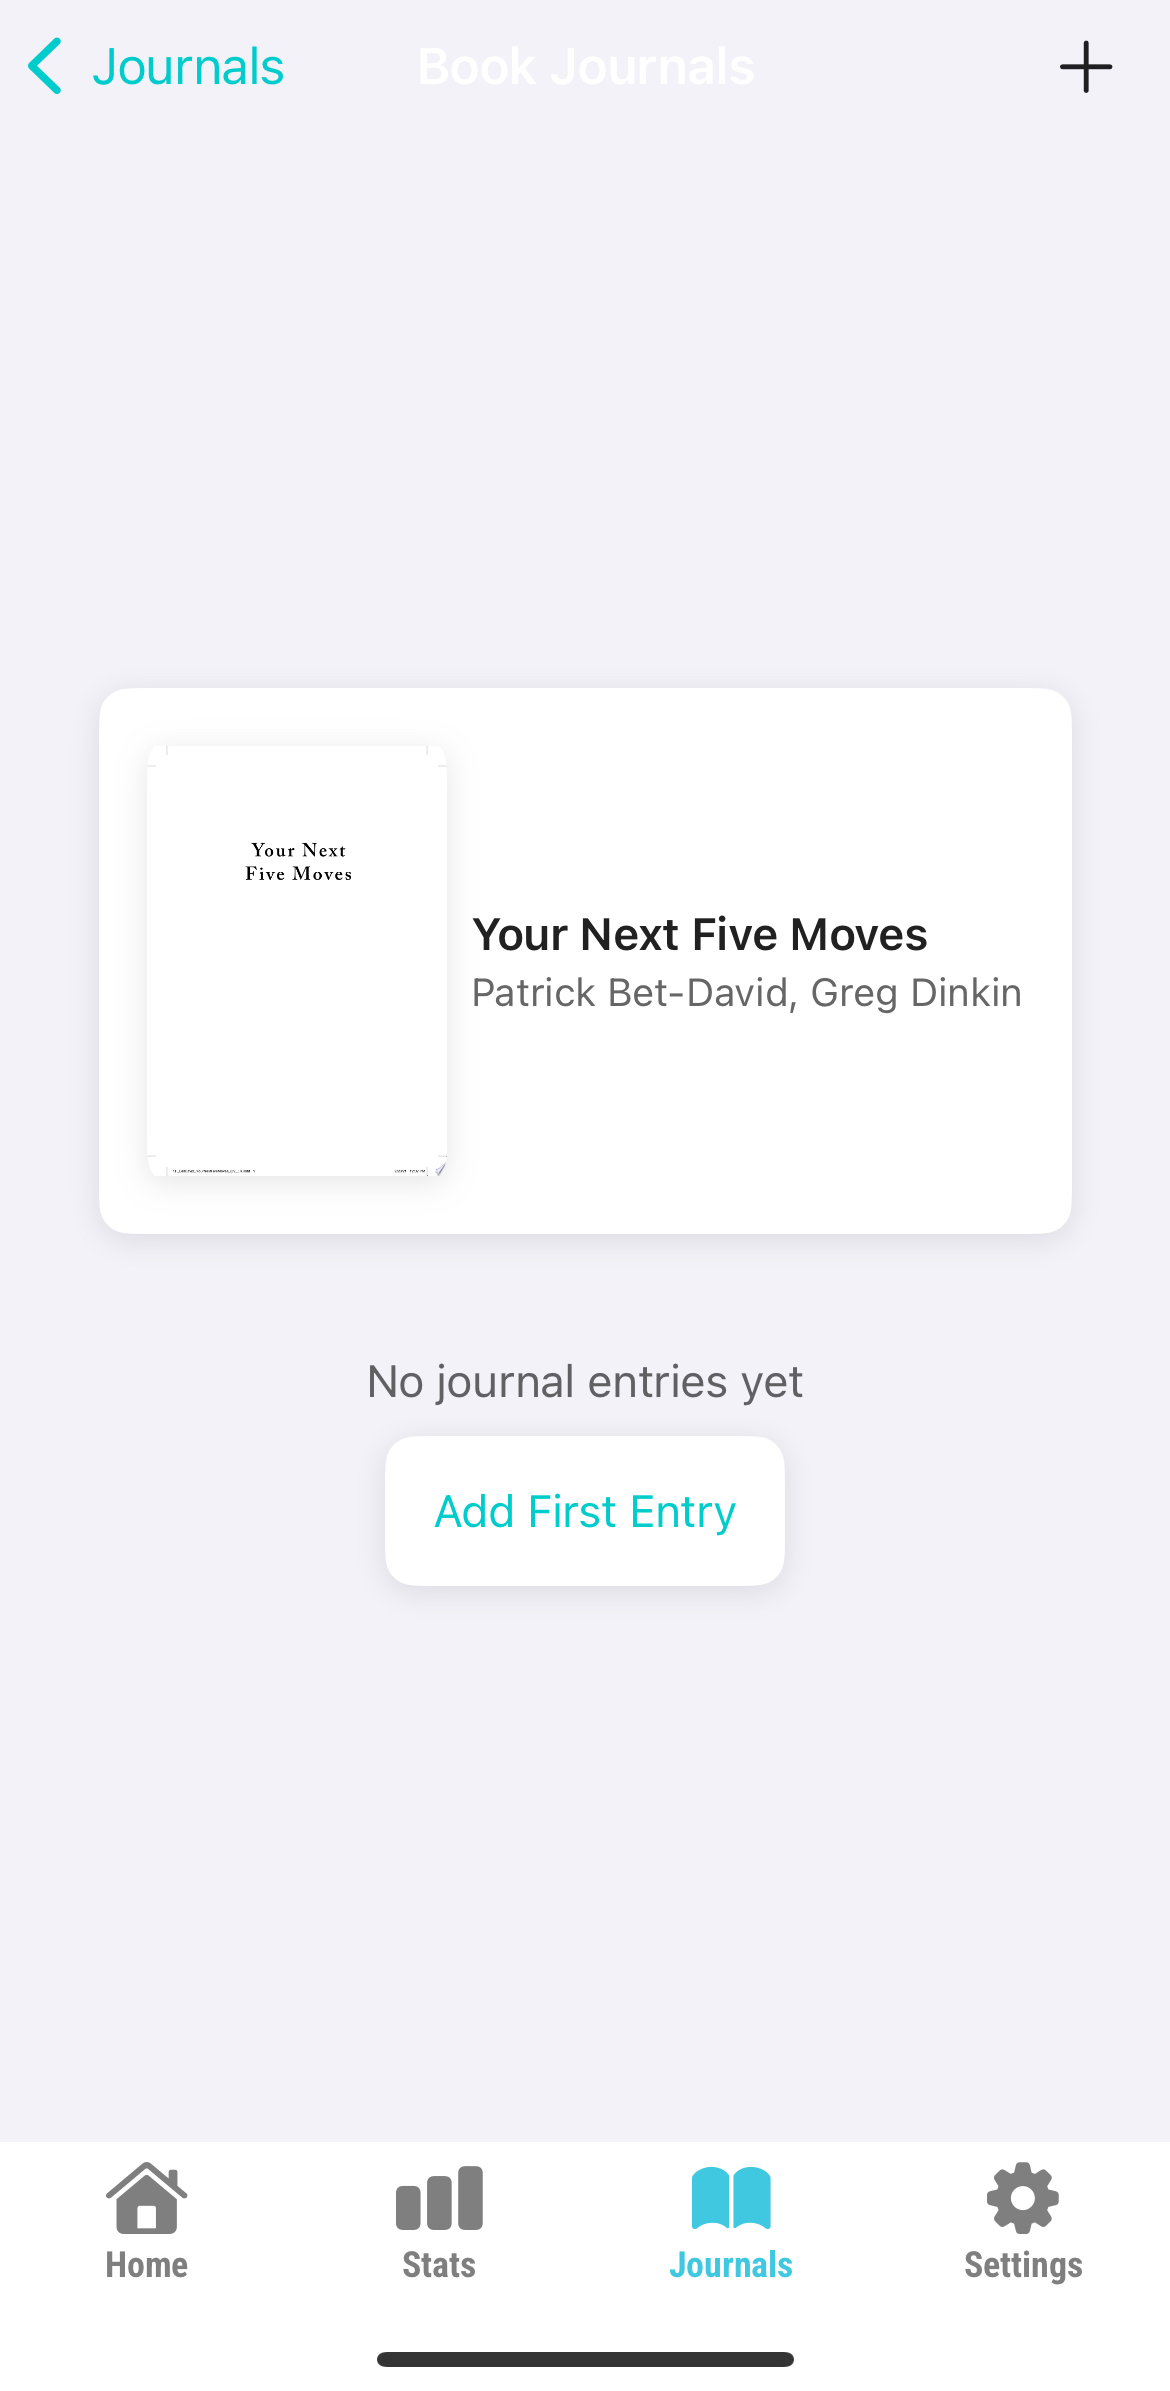 Journals
Book Journals
Your Next
Five Moves
Your Next Five Moves
Patrick Bet-David, Greg Dinkin
No journal entries yet
Add First Entry
Home
Stats
Journals
Settings